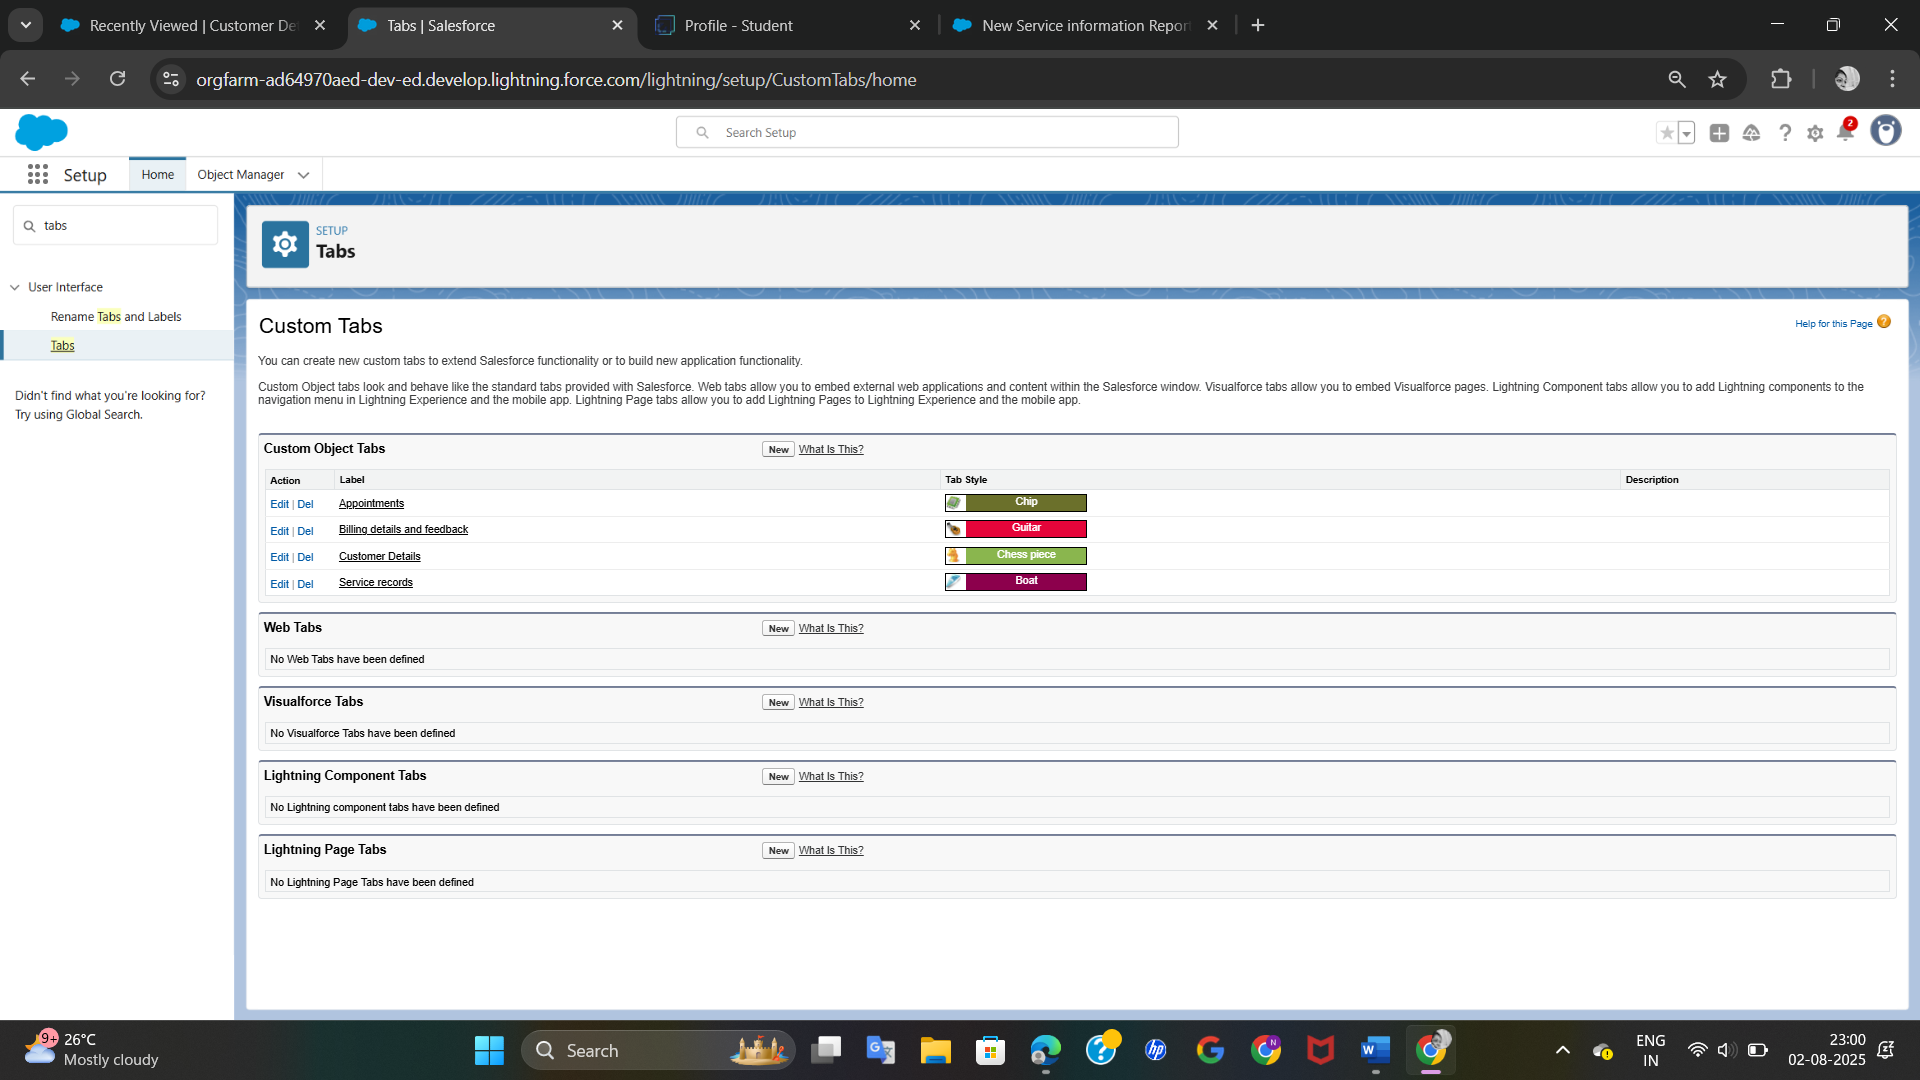 Recently Viewed | Customer De
Tabs | Salesforce
Profile - Student
New Service information Repor
orgfarm-ad64970aed-dev-ed.develop.lightning.force.com/lightning/setup/CustomTabs/home
Search Setup
2
Setup
Home
Object Manager
tabs
User Interface
Rename Tabs and Labels
Tabs
Didn't find what you're looking for?
Try using Global Search.
SETUP
Tabs
Custom Tabs
Help for this Page
You can create new custom tabs to extend Salesforce functionality or to build new application functionality.
Custom Object tabs look and behave like the standard tabs provided with Salesforce. Web tabs allow you to embed external web applications and content within the Salesforce window. Visualforce tabs allow you to embed Visualforce pages. Lightning Component tabs allow you to add Lightning components to the
navigation menu in Lightning Experience and the mobile app. Lightning Page tabs allow you to add Lightning Pages to Lightning Experience and the mobile app.
Custom Object Tabs New What Is This?
Action Label Tab Style Description
Edit | Del Appointments Chip
Edit | Del Billing details and feedback Guitar
Edit | Del Customer Details Chess piece
Edit | Del Service records Boat
Web Tabs New What Is This?
No Web Tabs have been defined
Visualforce Tabs New What Is This?
No Visualforce Tabs have been defined
Lightning Component Tabs New What Is This?
No Lightning component tabs have been defined
Lightning Page Tabs New What Is This?
No Lightning Page Tabs have been defined
9+
26°C
Mostly cloudy
Search
ENG
IN
23:00
02-08-2025